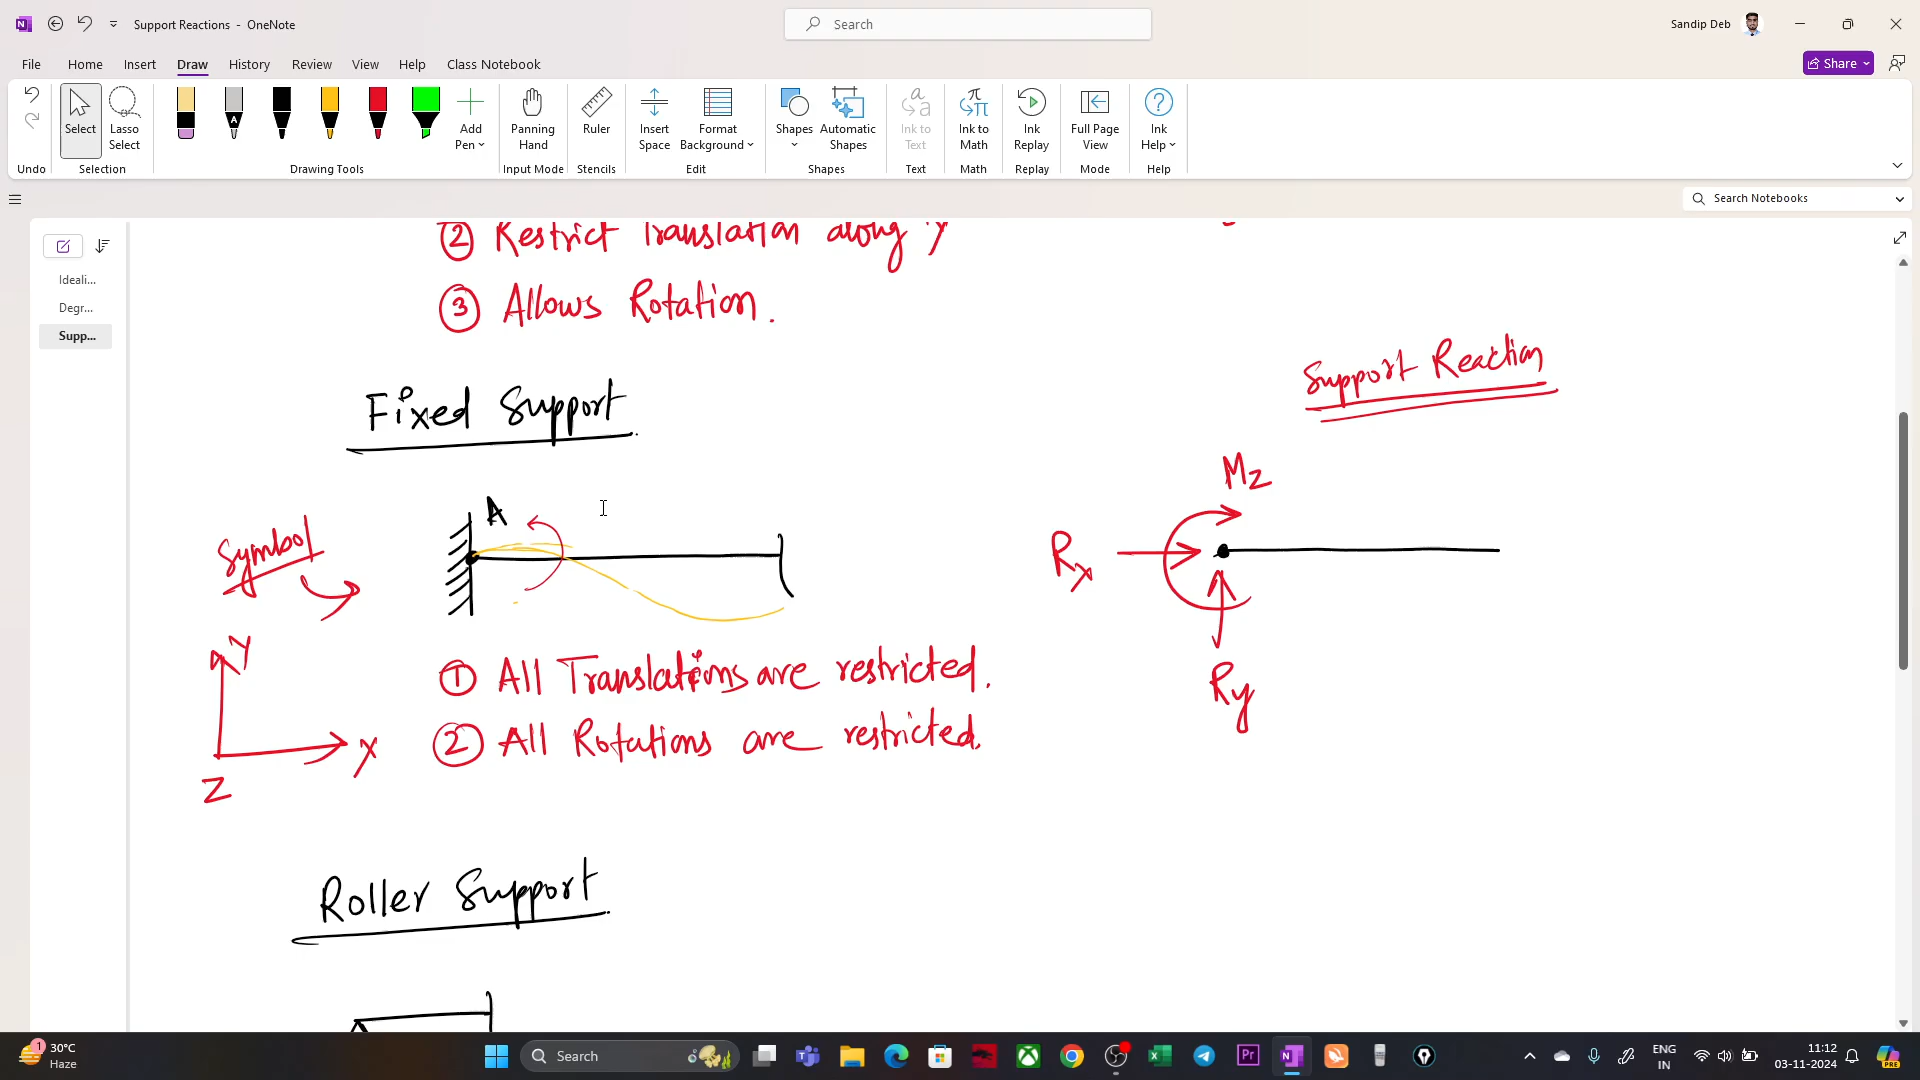 Support Reactions - OneNote
Search
Sandip Deb
File Home Insert Draw History Review View Help Class Notebook
Share
Select
Lasso Select
Add Pen
Panning Hand
Ruler
Insert Space
Format Background
Shapes
Automatic Shapes
Ink to Text
Ink to Math
Ink Replay
Full Page View
Ink Help
Undo Selection Drawing Tools Input Mode Stencils Edit Shapes Text Math Replay Mode Help
Search Notebooks
Ideali...
Degr...
Supp...
② Restrict Translation along y
③ Allows Rotation.
Support Reaction
Fixed Support
Mz
A
Symbol
Rx
Y
Ry
① All Translations are restricted.
② All Rotations are restricted.
X
Z
Roller Support
30°C
Haze
Search
ENG
IN
11:12
03-11-2024